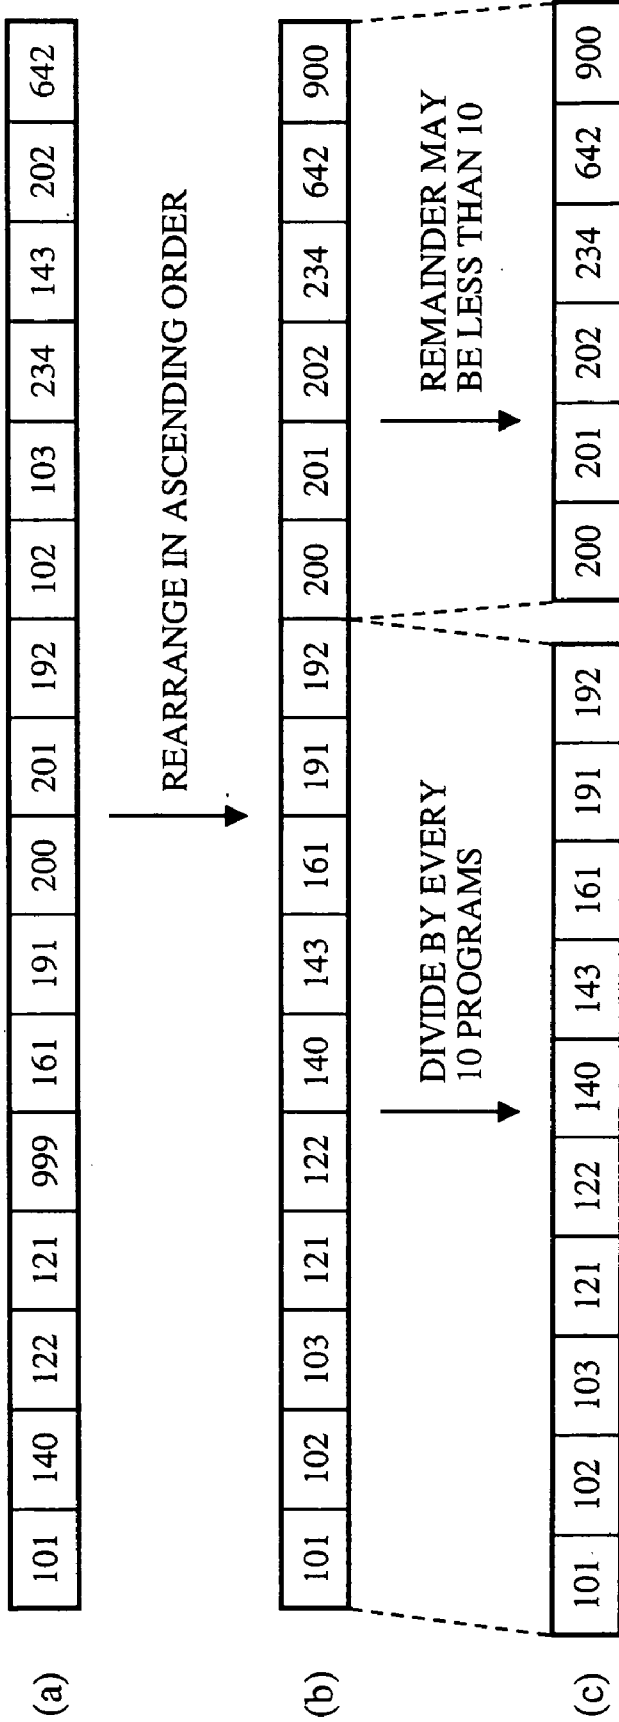 (a) 101 140 122 121 999 161 191 200 201 192 102 103 234 143 202 642
REARRANGE IN ASCENDING ORDER
(b) 101 102 103 121 122 140 143 161 191 192 200 201 202 234 642 900
DIVIDE BY EVERY
10 PROGRAMS
REMAINDER MAY
BE LESS THAN 10
(c) 101 102 103 121 122 140 143 161 191 192 200 201 202 234 642 900